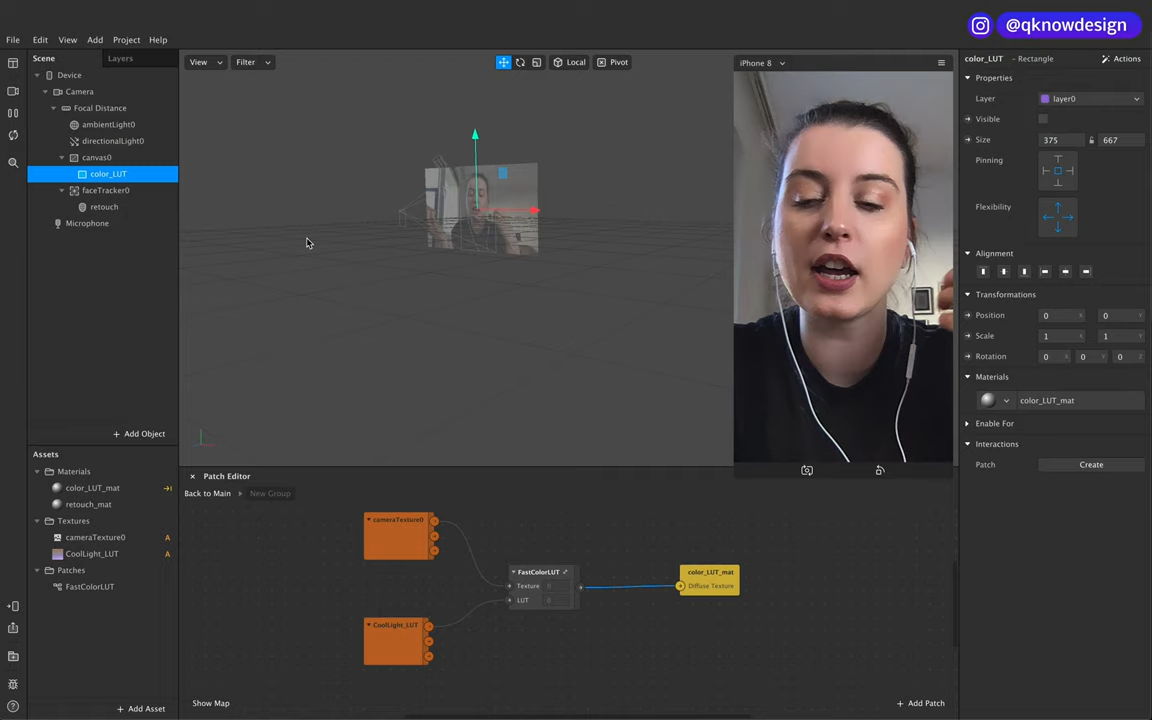 @qknowdesign
File Edit View Add Project Help
Scene Layers
Device
Camera
Focal Distance
ambientLight0
directionalLight0
canvas0
color_LUT
faceTracker0
retouch
Microphone
+ Add Object
Assets
Materials
color_LUT_mat
retouch_mat
Textures
cameraTexture0 A
CoolLight_LUT A
Patches
FastColorLUT
+ Add Asset
View Filter Local Pivot
iPhone 8
Patch Editor
Back to Main New Group
cameraTexture0
FastColorLUT
Texture 0
LUT 0
color_LUT_mat
Diffuse Texture
CoolLight_LUT
Show Map
+ Add Patch
color_LUT - Rectangle Actions
Properties
Layer layer0
Visible
Size 375 667
Pinning
Flexibility
Alignment
Transformations
Position 0 X 0 Y
Scale 1 X 1 Y
Rotation 0 X 0 Y 0 Z
Materials
color_LUT_mat
Enable For
Interactions
Patch Create